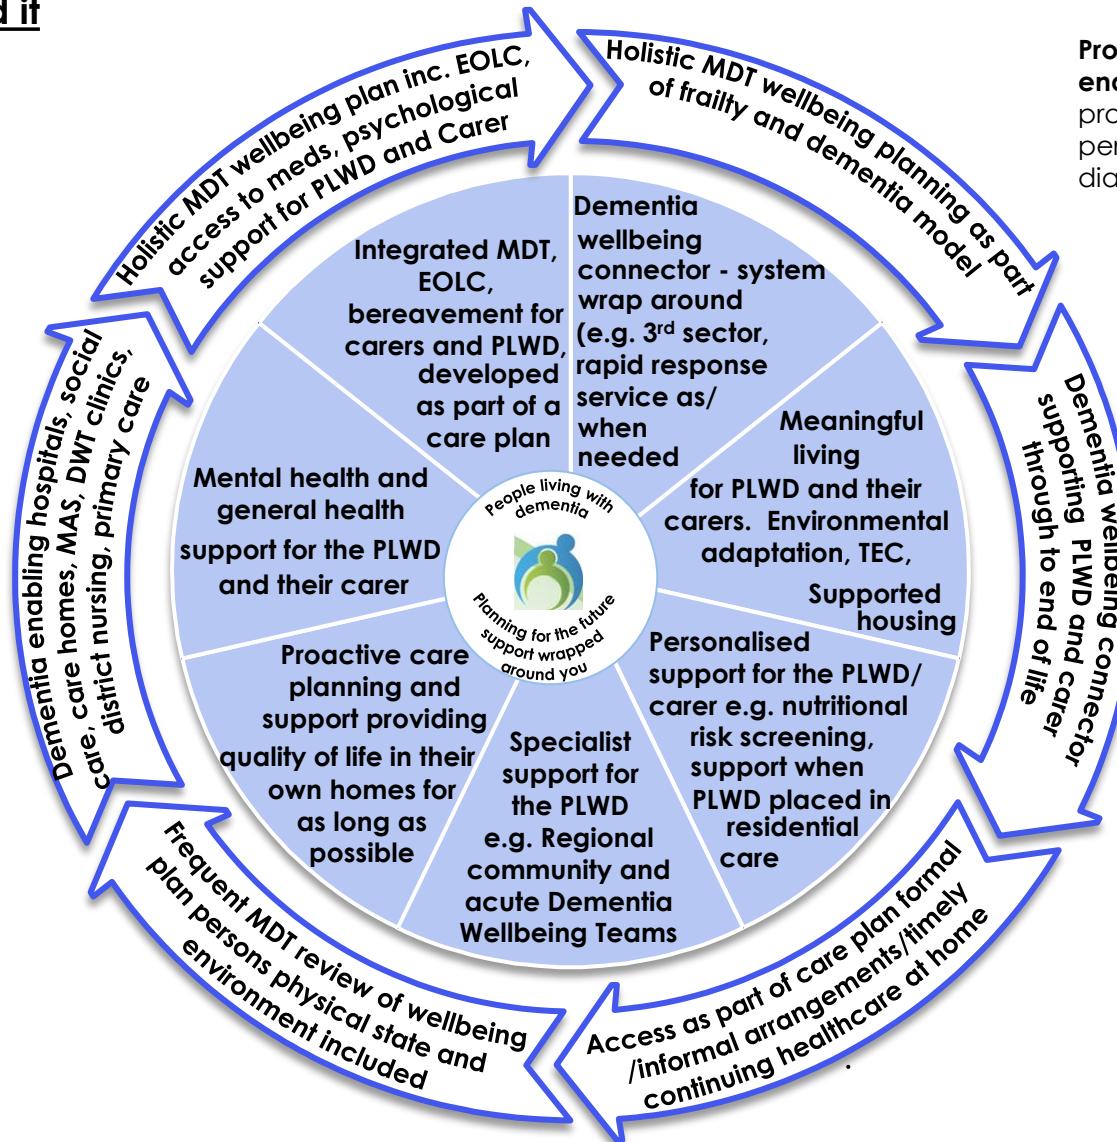 d it
Pro
enc
pro
per
dia
Holistic MDT wellbeing plan inc. EOLC,
access to meds, psychological
support for PLWD and Carer
Holistic MDT wellbeing planning as part
of frailty and dementia model
Dementia wellbeing connector
supporting PLWD and carer
through to end of life
Access as part of care plan formal
/informal arrangements/timely
continuing healthcare at home
.
Frequent MDT review of wellbeing
plan persons physical state and
environment included
Dementia enabling hospitals, social
care, care homes, MAS, DWT clinics,
district nursing, primary care
Dementia
wellbeing
connector - system
wrap around
(e.g. 3rd sector,
rapid response
service as/
when
needed
Meaningful
living
for PLWD and their
carers. Environmental
adaptation, TEC,
Supported
housing
Personalised
support for the PLWD/
carer e.g. nutritional
risk screening,
support when
PLWD placed in
residential
care
Specialist
support for
the PLWD
e.g. Regional
community and
acute Dementia
Wellbeing Teams
Proactive care
planning and
support providing
quality of life in their
own homes for
as long as
possible
Mental health and
general health
support for the PLWD
and their carer
Integrated MDT,
EOLC,
bereavement for
carers and PLWD,
developed
as part of a
care plan
People living with
dementia
Planning for the future
support wrapped
around you